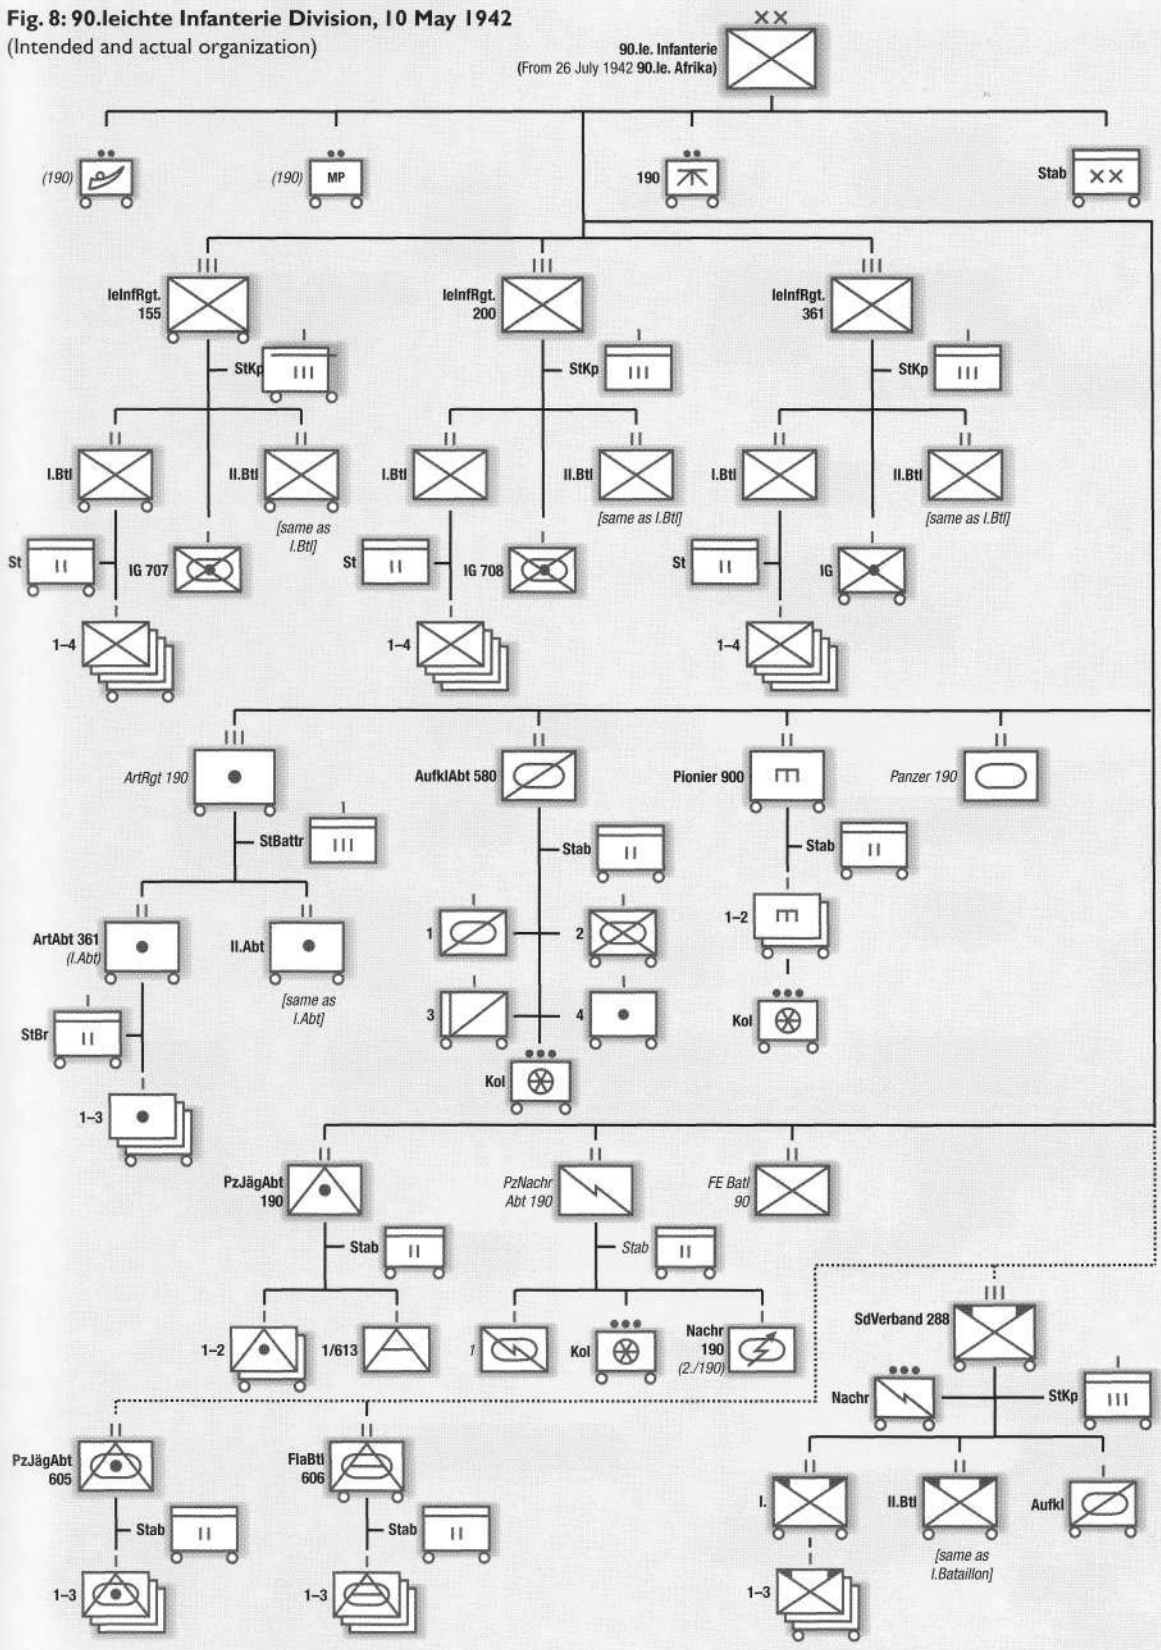 Fig. 8: 90.leichte Infanterie Division, 10 May 1942
(Intended and actual organization)
90.le. Infanterie
(From 26 July 1942 90.le. Afrika)
(190)
(190)
MP
190
Stab
leInfRgt.
155
leInfRgt.
200
leInfRgt.
361
StKp
StKp
StKp
I.Btl
II.Btl
I.Btl
II.Btl
I.Btl
II.Btl
[same as
I.Btl]
[same as I.Btl]
[same as I.Btl]
St
IG 707
St
IG 708
St
IG
1–4
1–4
1–4
ArtRgt 190
AufklAbt 580
Pionier 900
Panzer 190
StBattr
Stab
Stab
ArtAbt 361
(I.Abt)
II.Abt
1
2
1–2
[same as
I.Abt]
StBr
3
4
Kol
Kol
1–3
PzJägAbt
190
PzNachr
Abt 190
FE Batl
90
Stab
Stab
SdVerband 288
1–2
1/613
1
Kol
Nachr
190
(2./190)
Nachr
StKp
PzJägAbt
605
FlaBtl
606
I.
II.Btl
Aufkl
Stab
Stab
[same as
I.Bataillon]
1–3
1–3
1–3